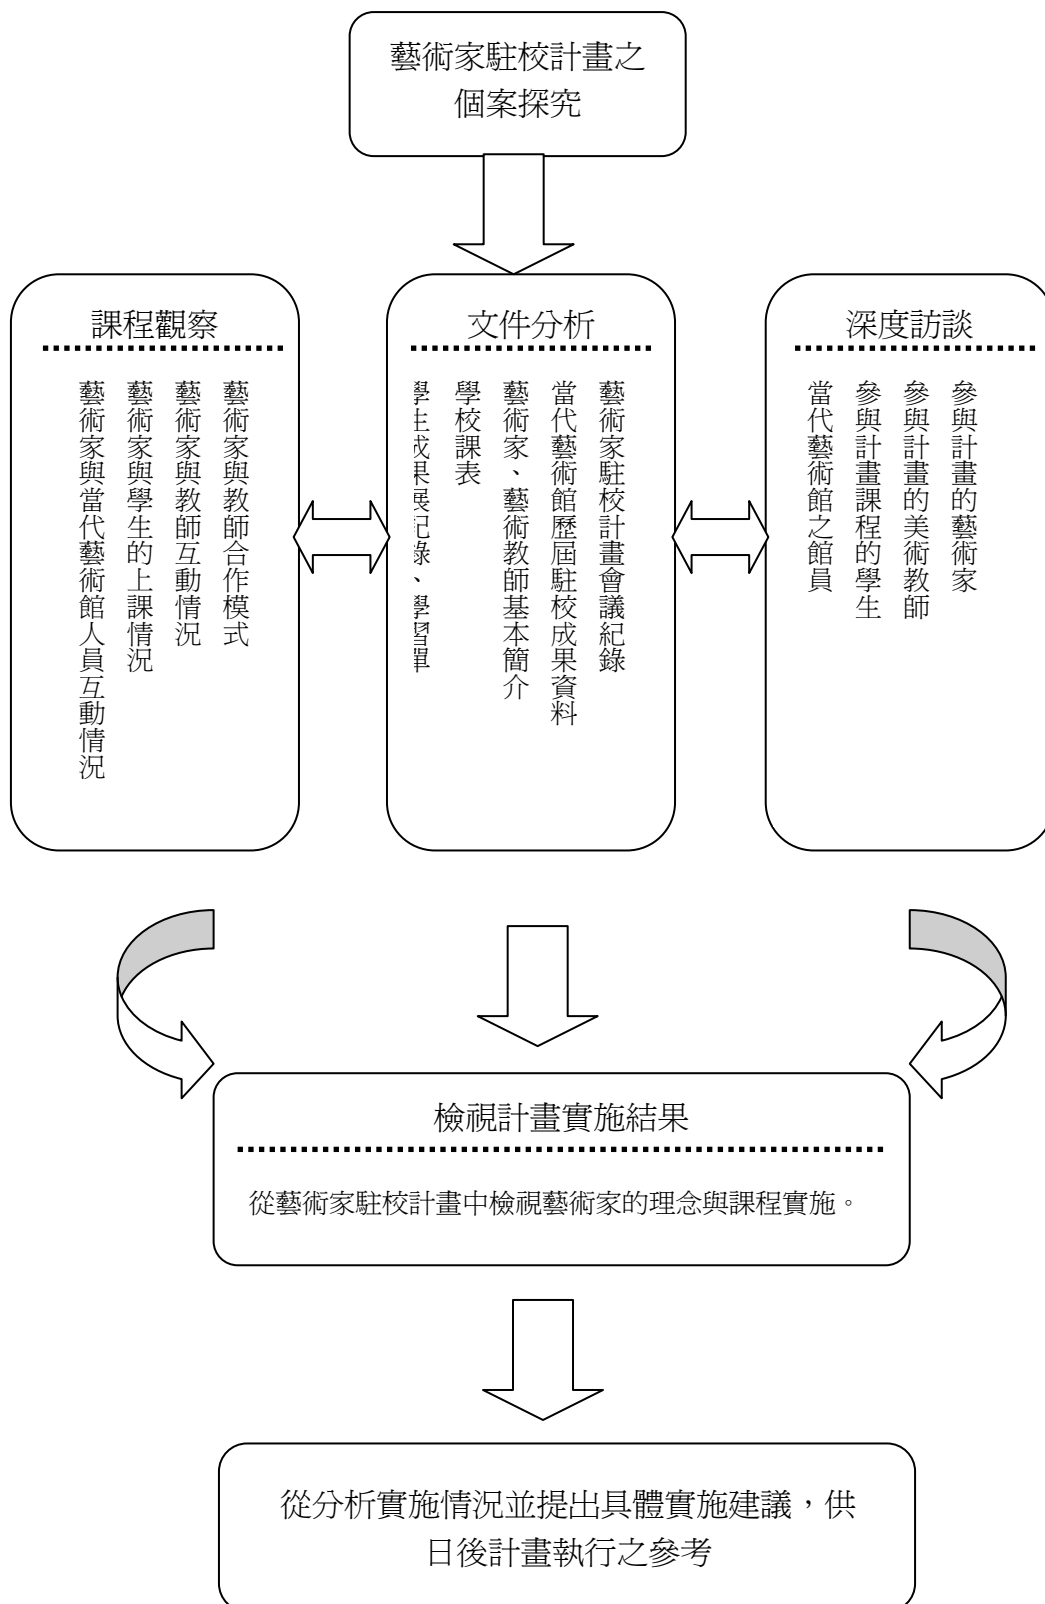 藝術家駐校計畫之
個案探究
課程觀察
藝術家與教師合作模式
藝術家與教師互動情況
藝術家與學生的上課情況
藝術家與當代藝術館人員互動情況
文件分析
藝術家駐校計畫會議紀錄
當代藝術館歷屆駐校成果資料
藝術家、藝術教師基本簡介
學校課表
學生成果展記錄、學習單
深度訪談
參與計畫的藝術家
參與計畫的美術教師
參與計畫課程的學生
當代藝術館之館員
檢視計畫實施結果
從藝術家駐校計畫中檢視藝術家的理念與課程實施。
從分析實施情況並提出具體實施建議，供
日後計畫執行之參考